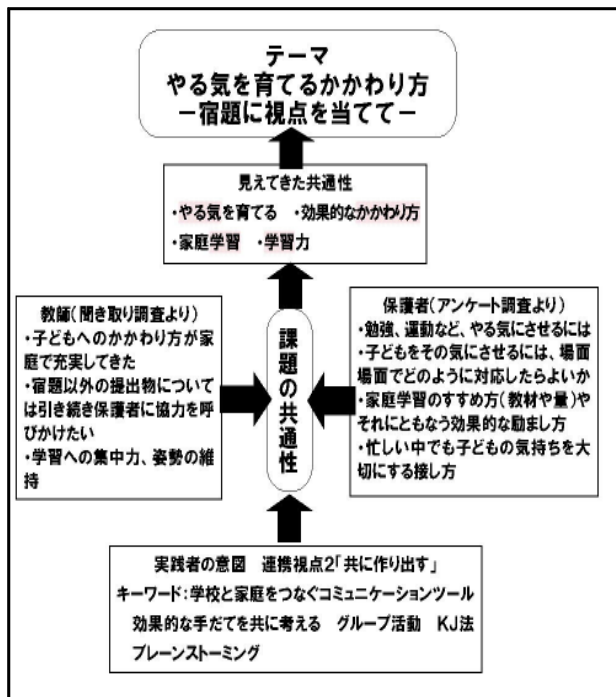 テーマ
やる気を育てるかかわり方
－宿題に視点を当てて－
見えてきた共通性
・やる気を育てる　・効果的なかかわり方
・家庭学習　・学習力
教師（聞き取り調査より）
・子どもへのかかわり方が家
庭で充実してきた
・宿題以外の提出物について
は引き続き保護者に協力を呼
びかけたい
・学習への集中力、姿勢の維
持
課題の共通性
保護者（アンケート調査より）
・勉強、運動など、やる気にさせるには
・子どもをその気にさせるには、場面
場面でどのように対応したらよいか
・家庭学習のすすめ方（教材や量）や
それにともなう効果的な励まし方
・忙しい中でも子どもの気持ちを大
切にする接し方
実践者の意図　連携視点2「共に作り出す」
キーワード：学校と家庭をつなぐコミュニケーションツール
効果的な手だてを共に考える　グループ活動　KJ法
ブレーンストーミング